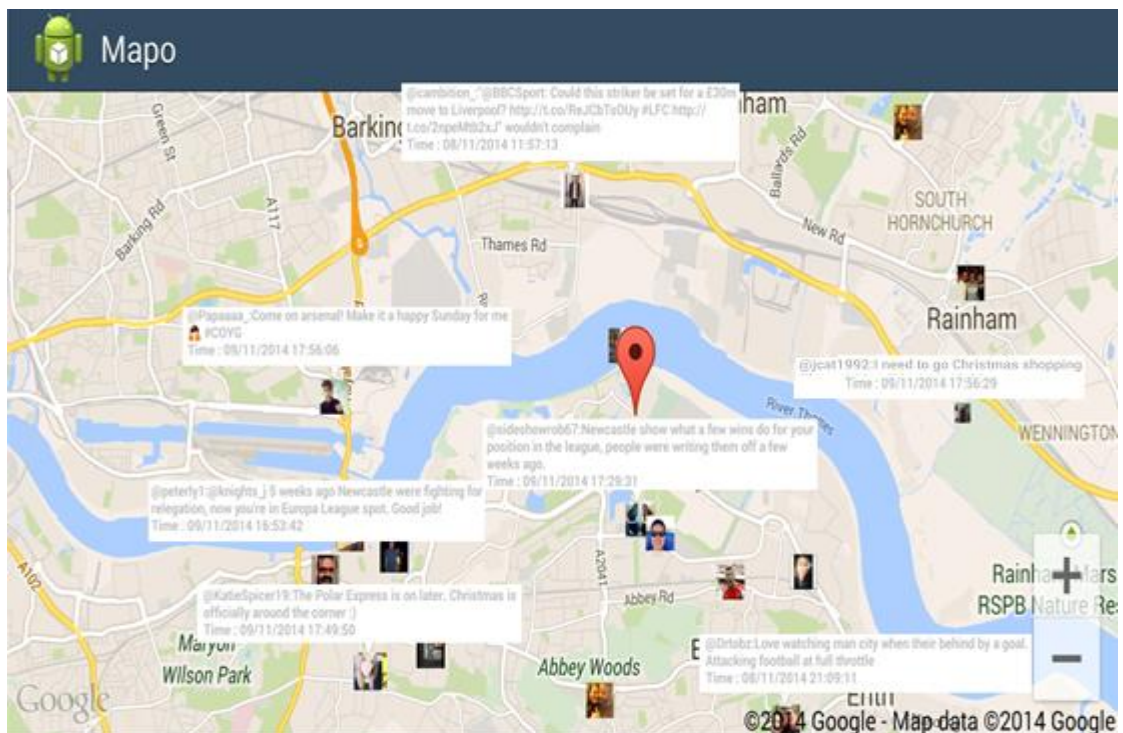 Mapo
@cambition_:"@BBCSport: Could this striker be set for a £30m
move to Liverpool? http://t.co/ReJCbTsDUy #LFC http://
t.co/2npeMtb2xJ" wouldn't complain
Time : 08/11/2014 11:57:13
Barking
ham
Green St
Ballards Rd
SOUTH
HORNCHURCH
A117
Barking Rd
Thames Rd
New Rd
@Papaaaa_:Come on arsenal! Make it a happy Sunday for me
#COYG
Time : 09/11/2014 17:56:06
Rainham
@jcat1992:I need to go Christmas shopping
Time : 09/11/2014 17:56:29
River Thames
@sideshowrob67:Newcastle show what a few wins do for your
position in the league, people were writing them off a few
weeks ago.
Time : 09/11/2014 17:29:31
WENNINGTON
@peterly1:@knights_j 5 weeks ago Newcastle were fighting for
relegation, now you're in Europa League spot. Good job!
Time : 09/11/2014 16:53:42
A102
A2041
Abbey Rd
+
Rainham Mars
RSPB Nature Res
@KatieSpicer19:The Polar Express is on later. Christmas is
officially around the corner :)
Time : 09/11/2014 17:49:50
Maryon
Wilson Park
Abbey Woods
@Drtobz:Love watching man city when their behind by a goal.
Attacking football at full throttle
Time : 08/11/2014 21:09:11
−
Erith
Google
©2014 Google - Map data ©2014 Google